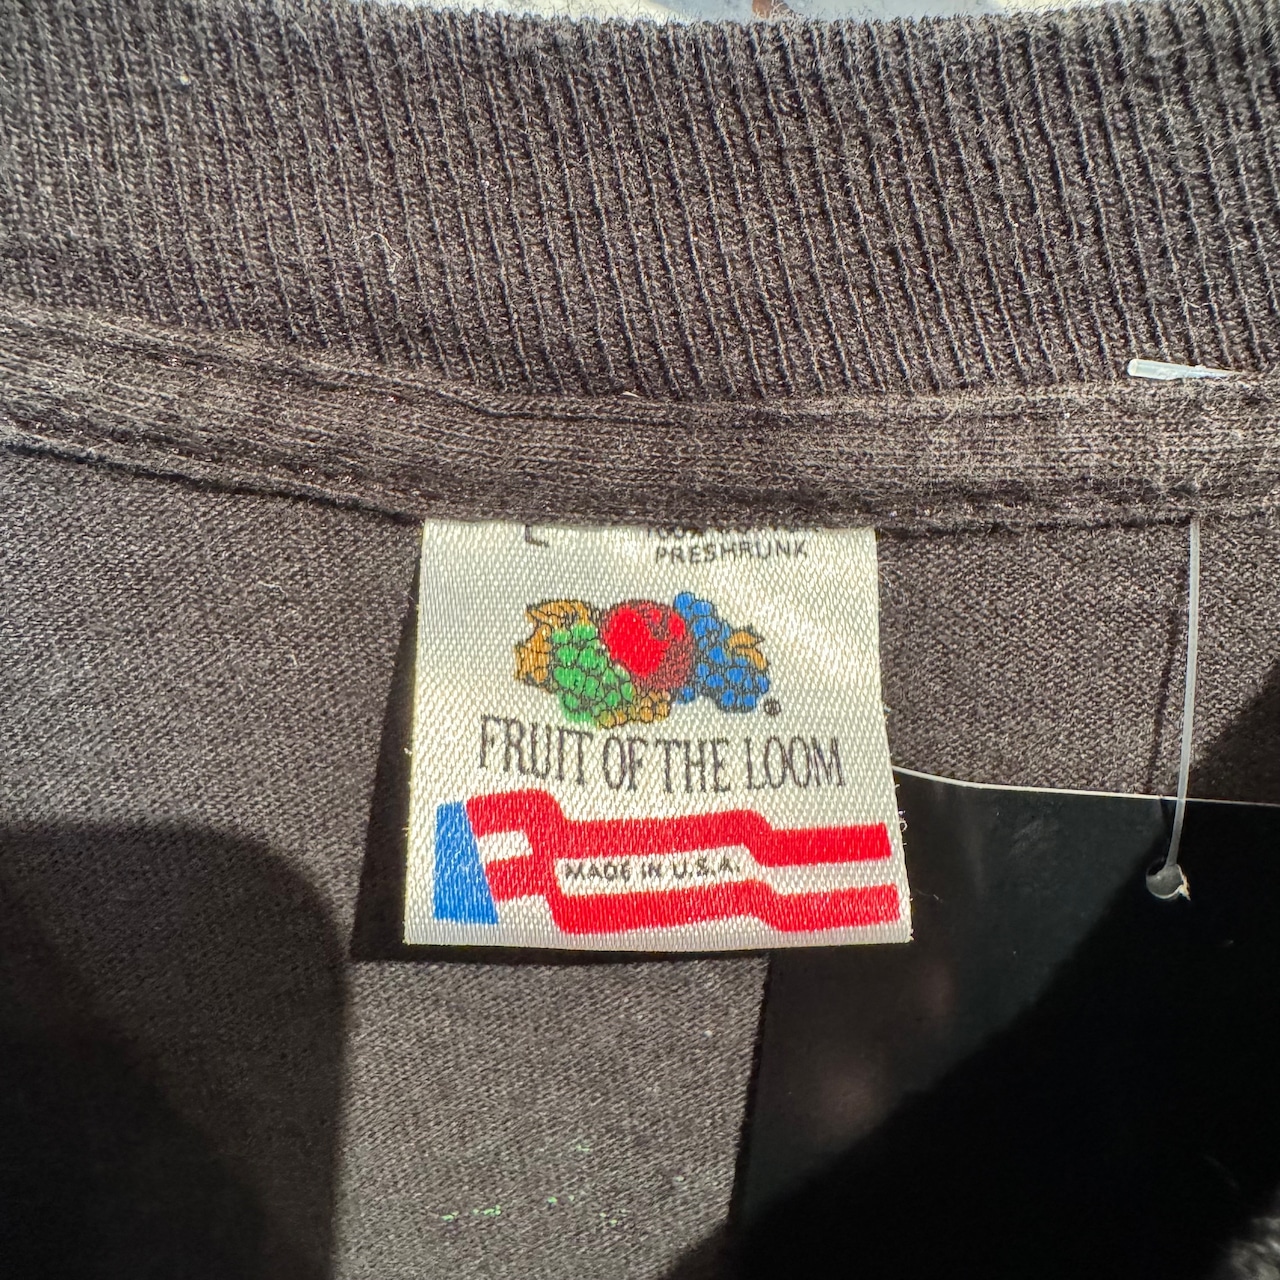 L
PRESHRUNK
®
FRUIT OF THE LOOM
MADE IN U.S.A.